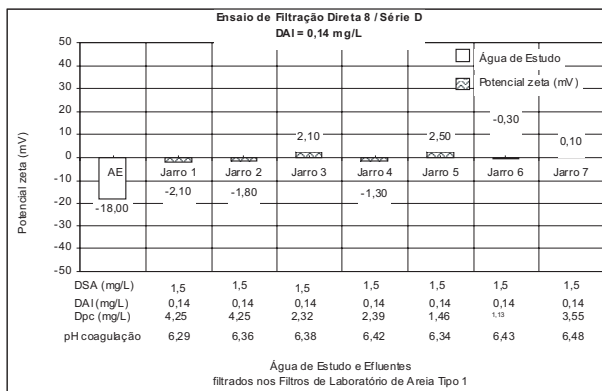 Ensaio de Filtração Direta 8 / Série D
DAI = 0,14 mg/L
Potencial zeta (mV)
50
40
30
20
10
0
-10
-20
-30
-40
-50
Água de Estudo
Potencial zeta (mV)
-0,30
2,10
2,50
0,10
AE Jarro 1 Jarro 2 Jarro 3 Jarro 4 Jarro 5 Jarro 6 Jarro 7
-18,00
-2,10
-1,80
-1,30
DSA (mg/L) 1,5 1,5 1,5 1,5 1,5 1,5 1,5
DAI (mg/L) 0,14 0,14 0,14 0,14 0,14 0,14 0,14
Dpc (mg/L) 4,25 4,25 2,32 2,39 1,46 1,13 3,55
pH coagulação 6,29 6,36 6,38 6,42 6,34 6,43 6,48
Água de Estudo e Efluentes
filtrados nos Filtros de Laboratório de Areia Tipo 1